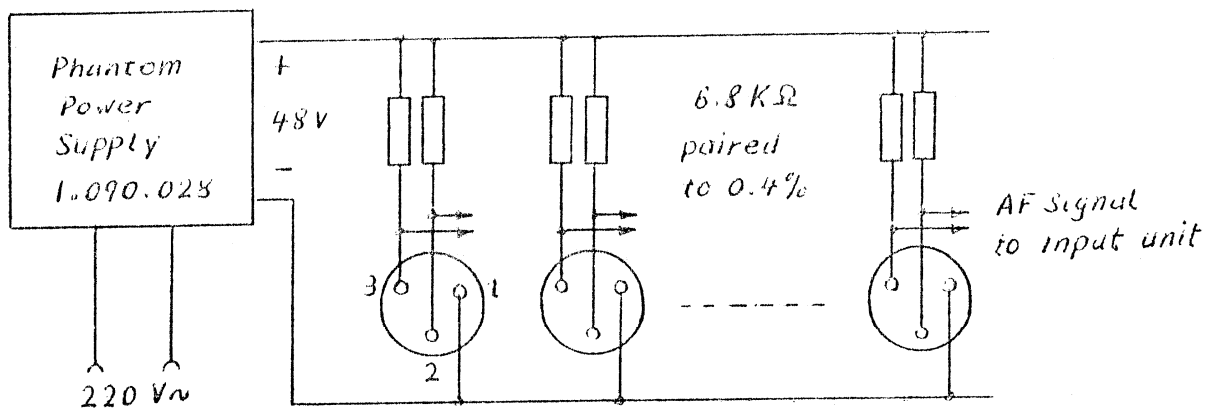 Phantom
Power
Supply
1.090.028
+
48V
-
6.8 KΩ
paired
to 0.4%
AF Signal
to Input unit
3
1
2
220 V~